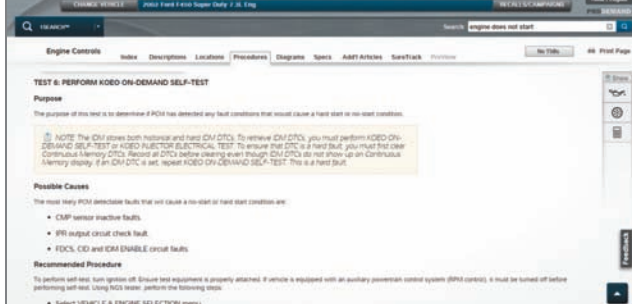 CHANGE VEHICLE 2002 Ford F450 Super Duty 7.3L Eng RECALLS/CAMPAIGNS
PRODEMAND
1SEARCH™ Search engine does not start
Engine Controls Index Descriptions Locations Procedures Diagrams Specs Add'l Articles SureTrack Preview No TSBs Print Page
TEST 6: PERFORM KOEO ON-DEMAND SELF-TEST
Share
Purpose
The purpose of this test is to determine if PCM has detected any fault conditions that would cause a hard start or no-start condition.
NOTE: The IDM stores both historical and hard IDM DTCs. To retrieve IDM DTCs, you must perform KOEO ON-
DEMAND SELF-TEST or KOEO INJECTOR ELECTRICAL TEST. To ensure that DTC is a hard fault, you must first clear
Continuous Memory DTCs. Record all DTCs before clearing even though IDM DTCs do not show up on Continuous
Memory display. If an IDM DTC is set, repeat KOEO ON-DEMAND SELF-TEST. This is a hard fault.
Possible Causes
The most likely PCM detectable faults that will cause a no-start or hard start condition are:
• CMP sensor inactive faults.
• IPR output circuit check fault.
• FDCS, CID and IDM ENABLE circuit faults.
Feedback
Recommended Procedure
To perform self-test, turn ignition off. Ensure test equipment is properly attached. If vehicle is equipped with an auxiliary powertrain control system (RPM control), it must be turned off before
performing self-test. Using NGS tester, perform the following steps:
• Select VEHICLE & ENGINE SELECTION menu.